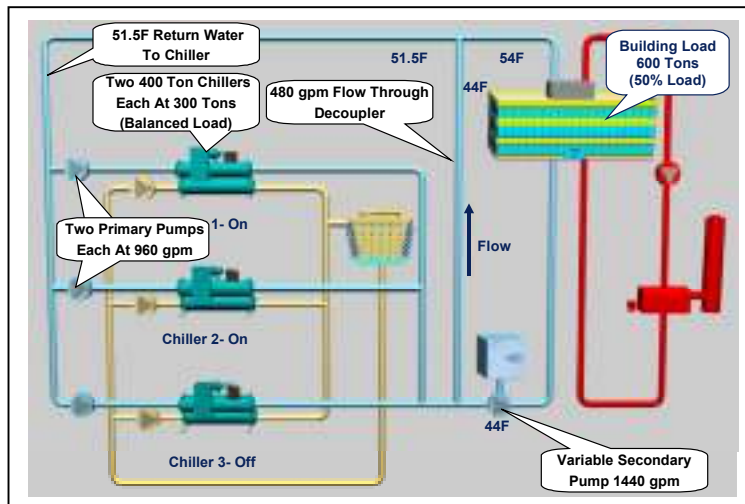 51.5F Return Water
To Chiller
51.5F
54F
Building Load
600 Tons
(50% Load)
Two 400 Ton Chillers
Each At 300 Tons
(Balanced Load)
480 gpm Flow Through
Decoupler
44F
Two Primary Pumps
Each At 960 gpm
1- On
Flow
Chiller 2- On
44F
Chiller 3- Off
Variable Secondary
Pump 1440 gpm